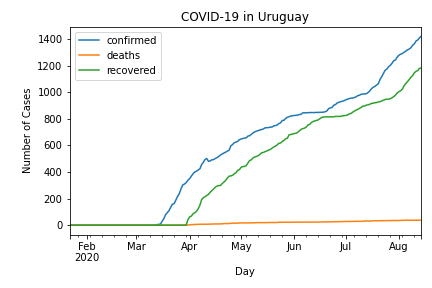 COVID-19 in Uruguay
confirmed
deaths
recovered
Number of Cases
1400
1200
1000
800
600
400
200
0
Feb Mar Apr May Jun Jul Aug
2020
Day